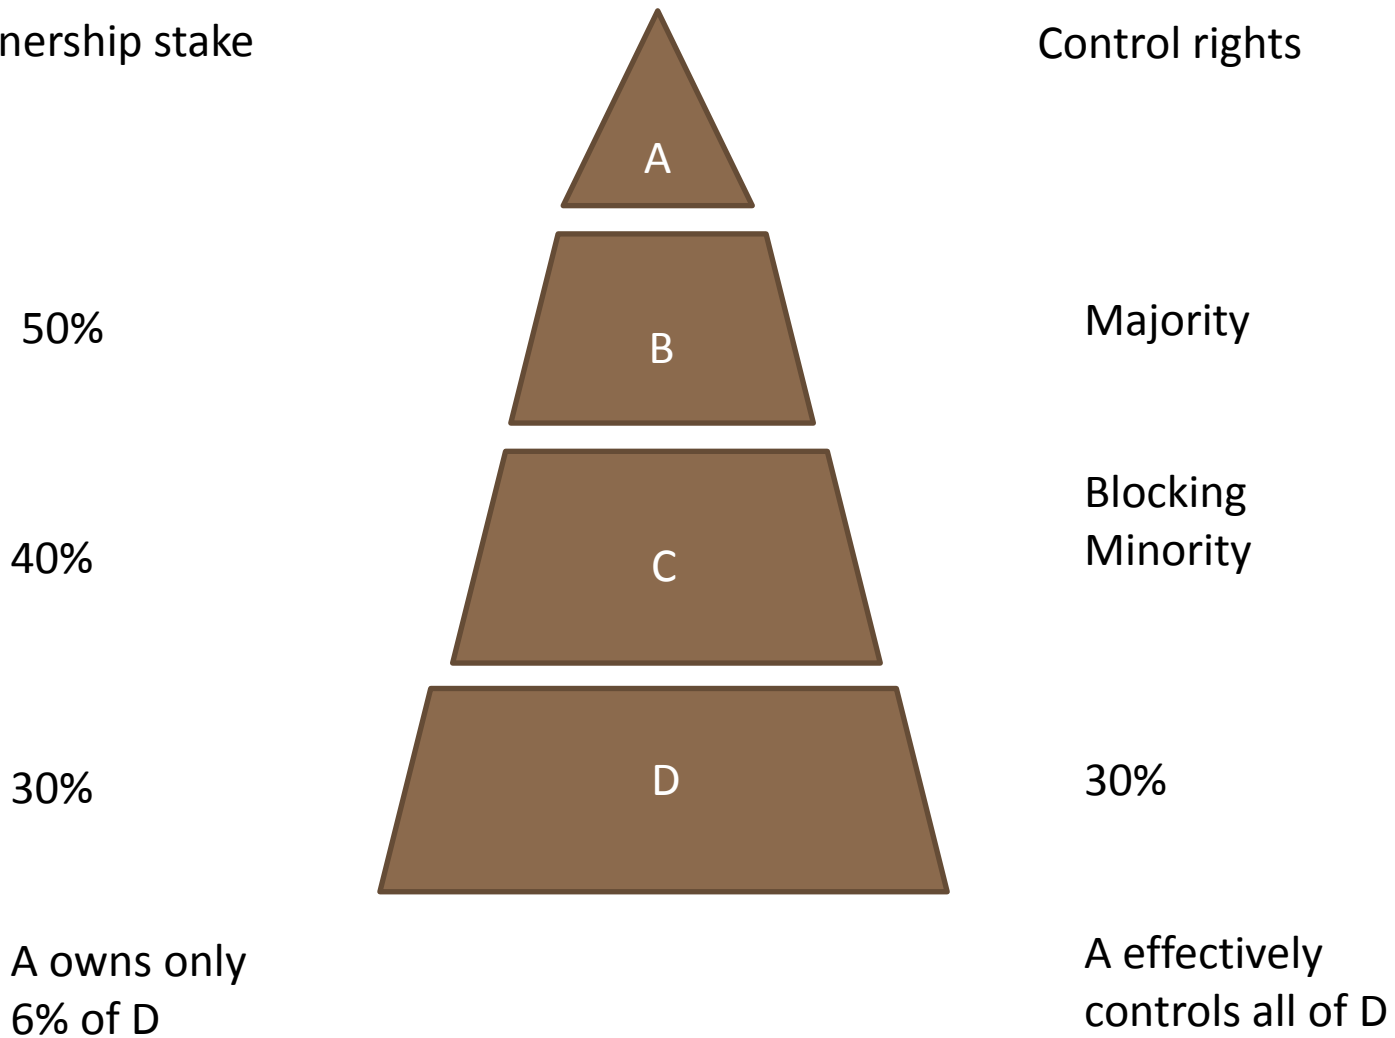 nership stake
Control rights
A
50%
B
Majority
40%
C
Blocking
Minority
30%
D
30%
A owns only
6% of D
A effectively
controls all of D